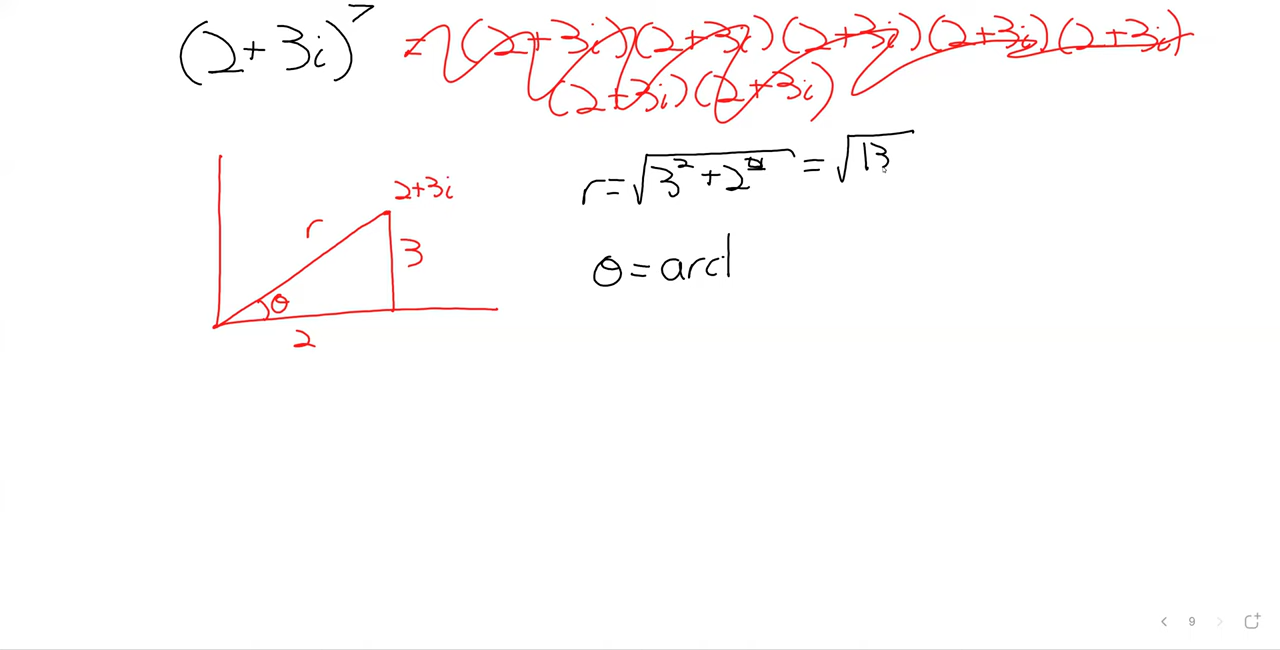 (2+3i)^7 = (2+3i)(2+3i)(2+3i)(2+3i)(2+3i)
(2+3i)(2+3i)
r = √(3² + 2²) = √13
2+3i
r
3
θ = arct
θ
2
9